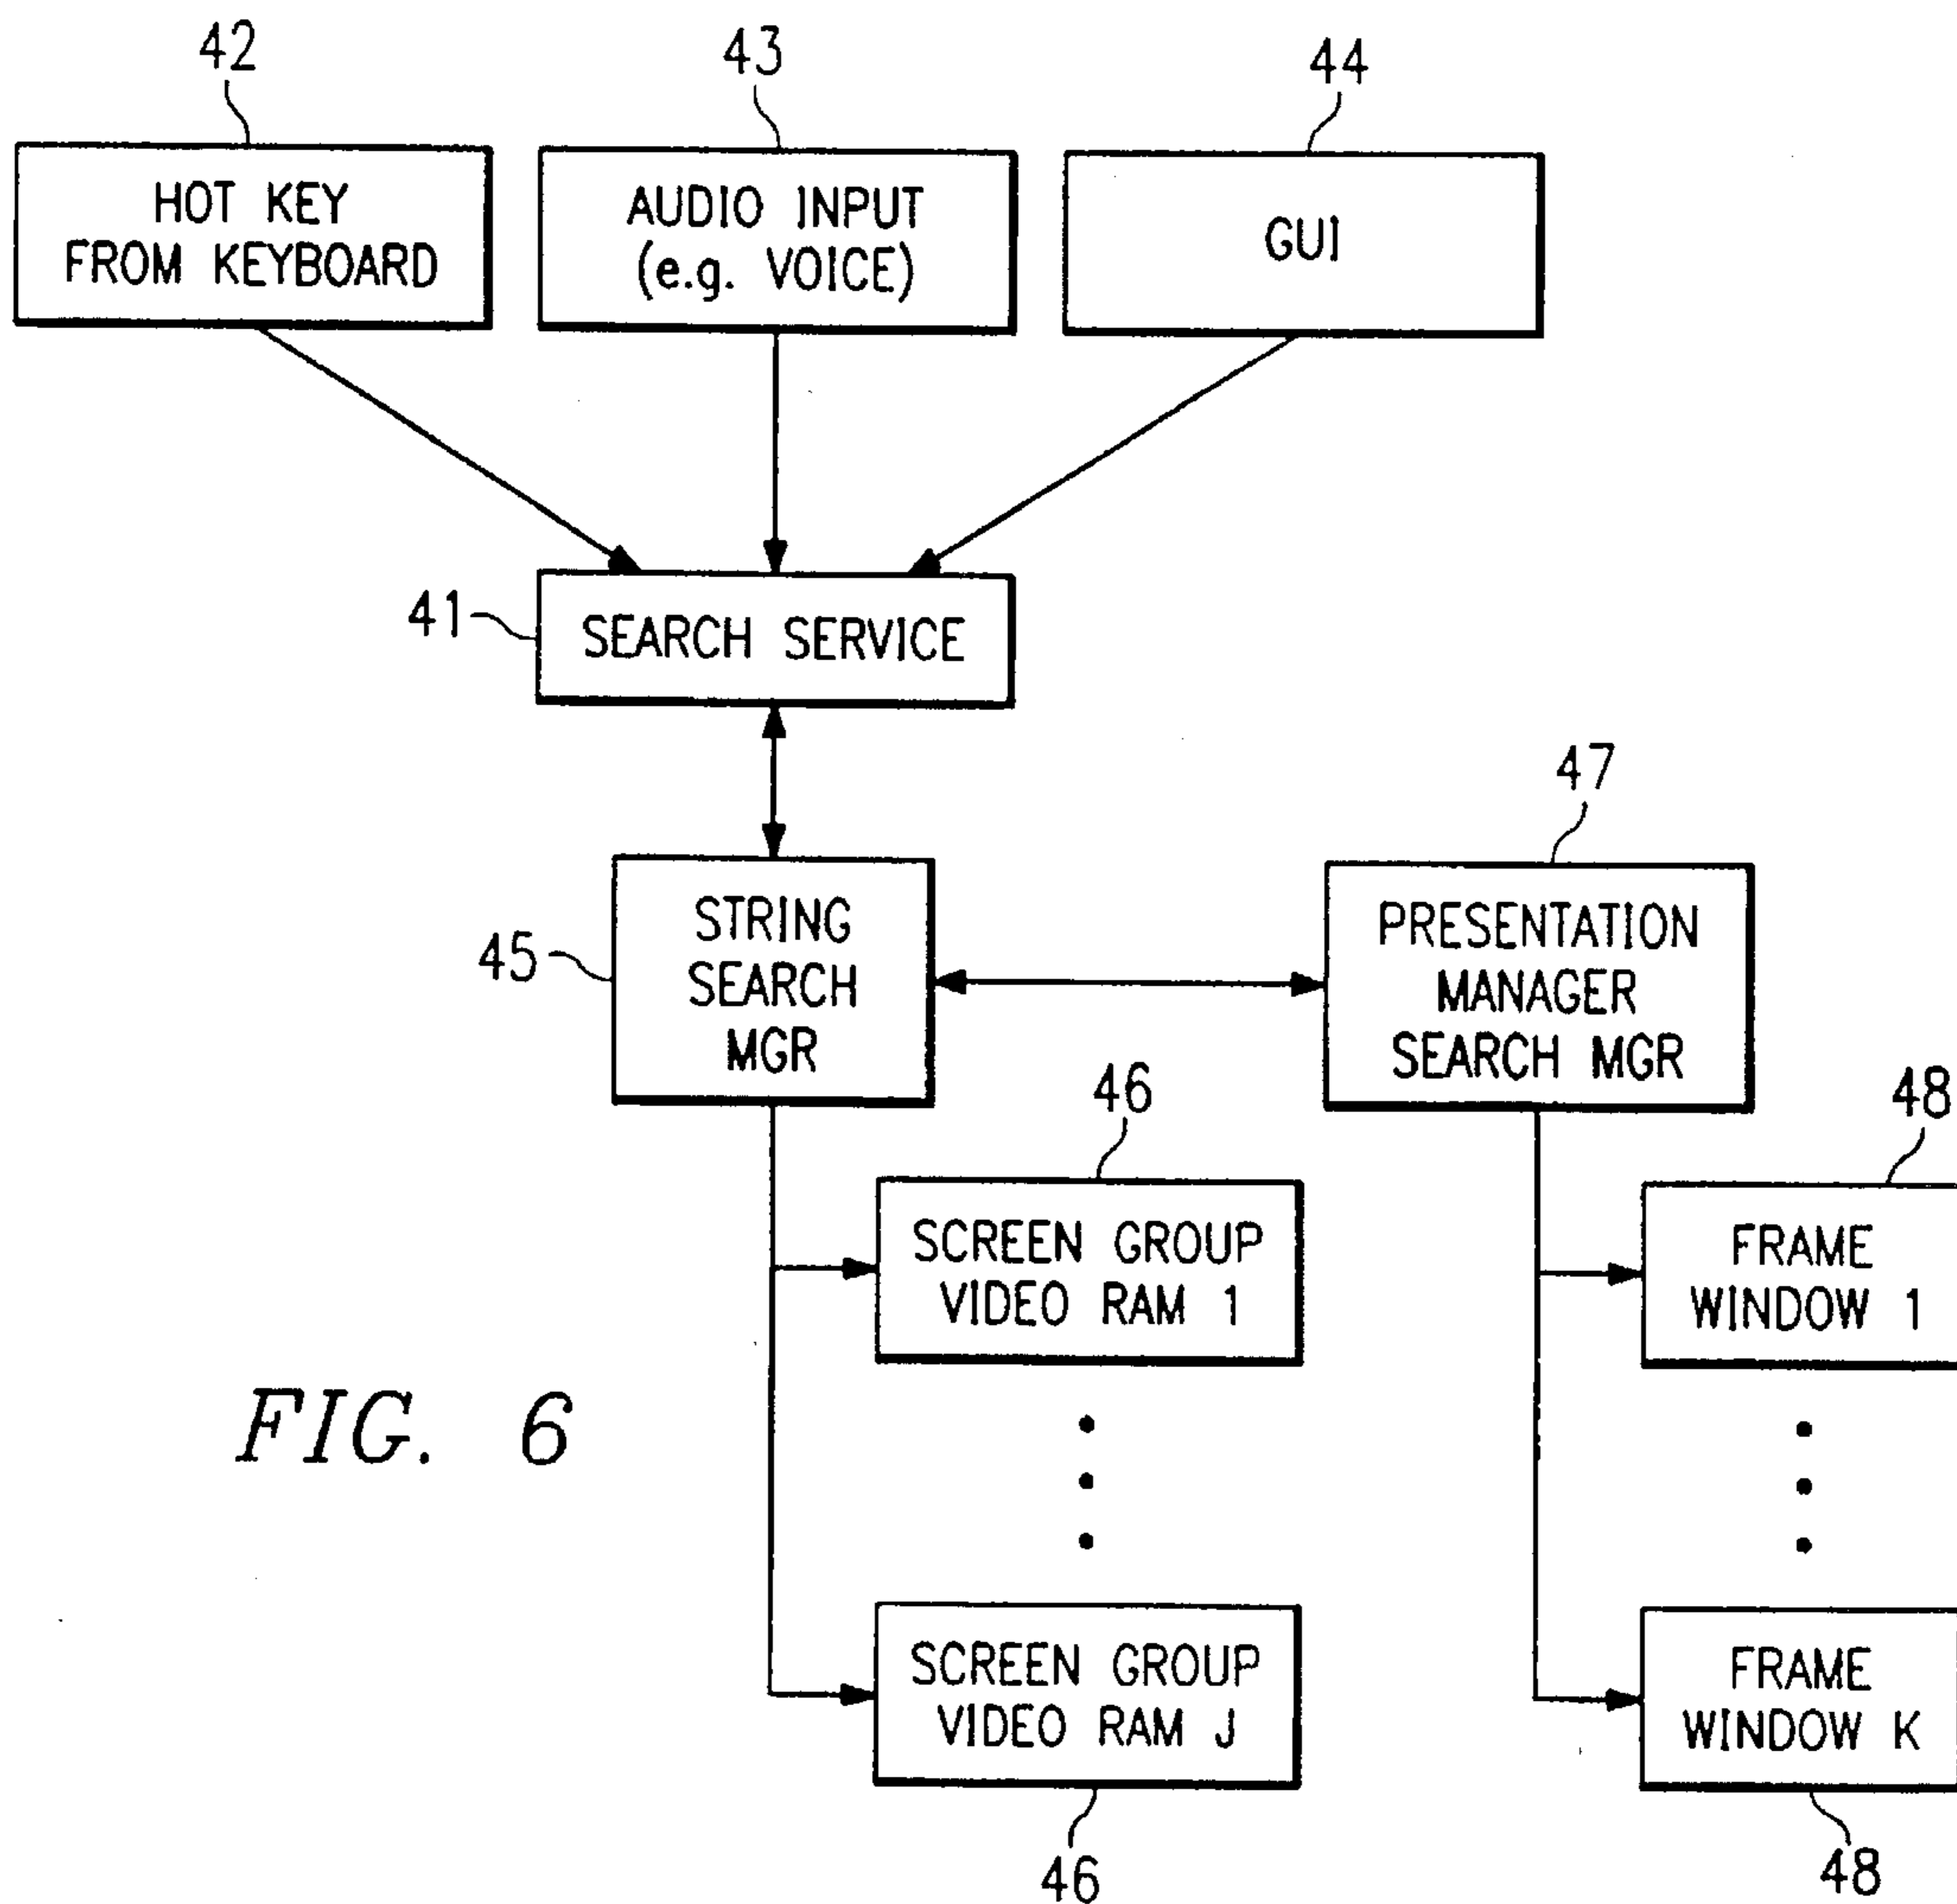 42
43
44
HOT KEY
FROM KEYBOARD
AUDIO INPUT
(e.g. VOICE)
GUI
41
SEARCH SERVICE
47
45
STRING
SEARCH
MGR
PRESENTATION
MANAGER
SEARCH MGR
46
48
SCREEN GROUP
VIDEO RAM 1
FRAME
WINDOW 1
FIG. 6
SCREEN GROUP
VIDEO RAM J
FRAME
WINDOW K
46
48